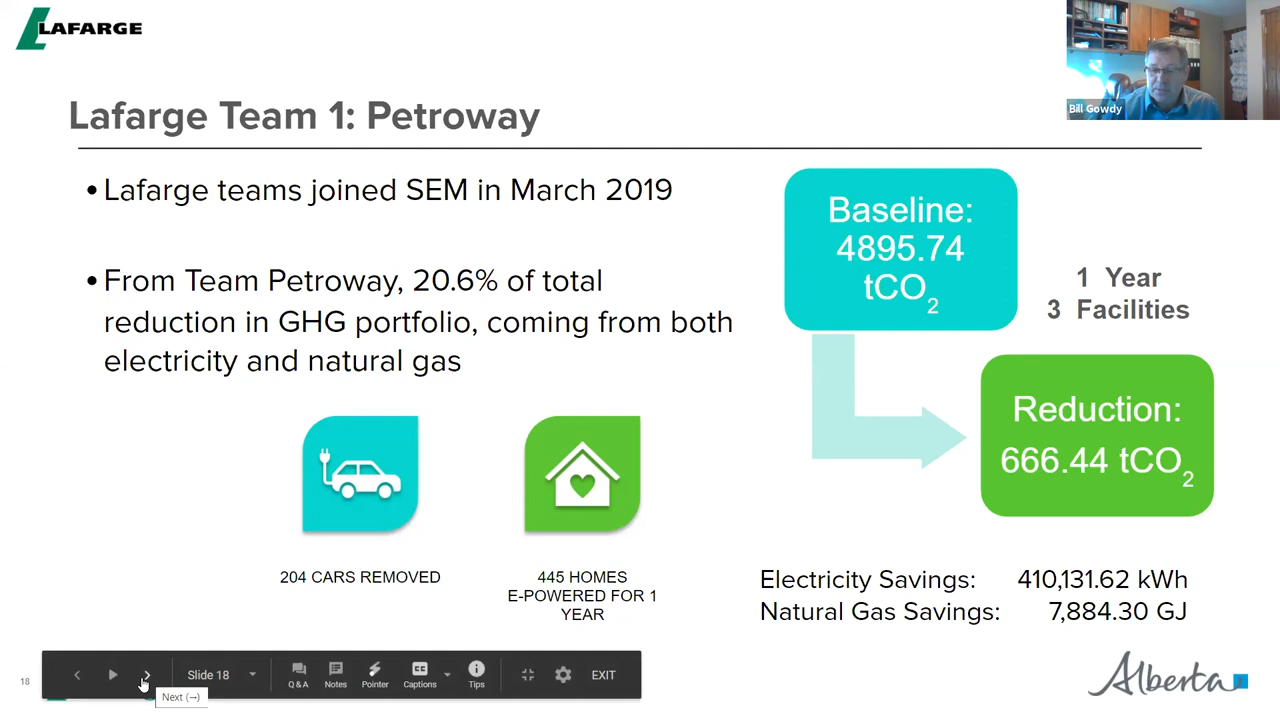 LAFARGE
Bill Gowdy
Lafarge Team 1: Petroway
• Lafarge teams joined SEM in March 2019
• From Team Petroway, 20.6% of total
reduction in GHG portfolio, coming from both
electricity and natural gas
Baseline:
4895.74
tCO2
1 Year
3 Facilities
Reduction:
666.44 tCO2
204 CARS REMOVED
445 HOMES
E-POWERED FOR 1
YEAR
Electricity Savings: 410,131.62 kWh
Natural Gas Savings: 7,884.30 GJ
18
Slide 18
Q & A
Notes
Pointer
CC
Captions
Tips
EXIT
Next (→)
Alberta